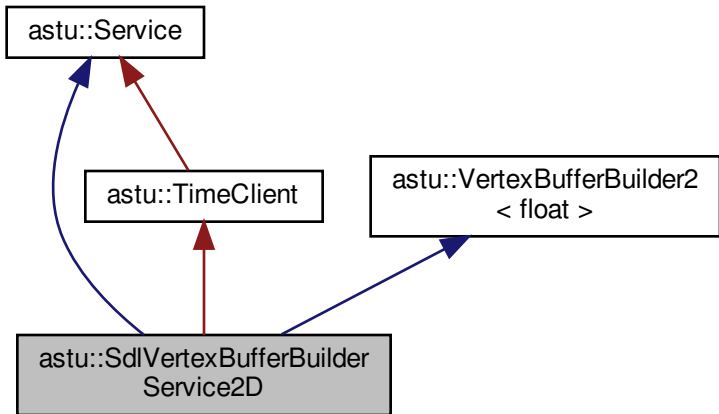 astu::Service
astu::TimeClient
astu::VertexBufferBuilder2
< float >
astu::SdlVertexBufferBuilder
Service2D